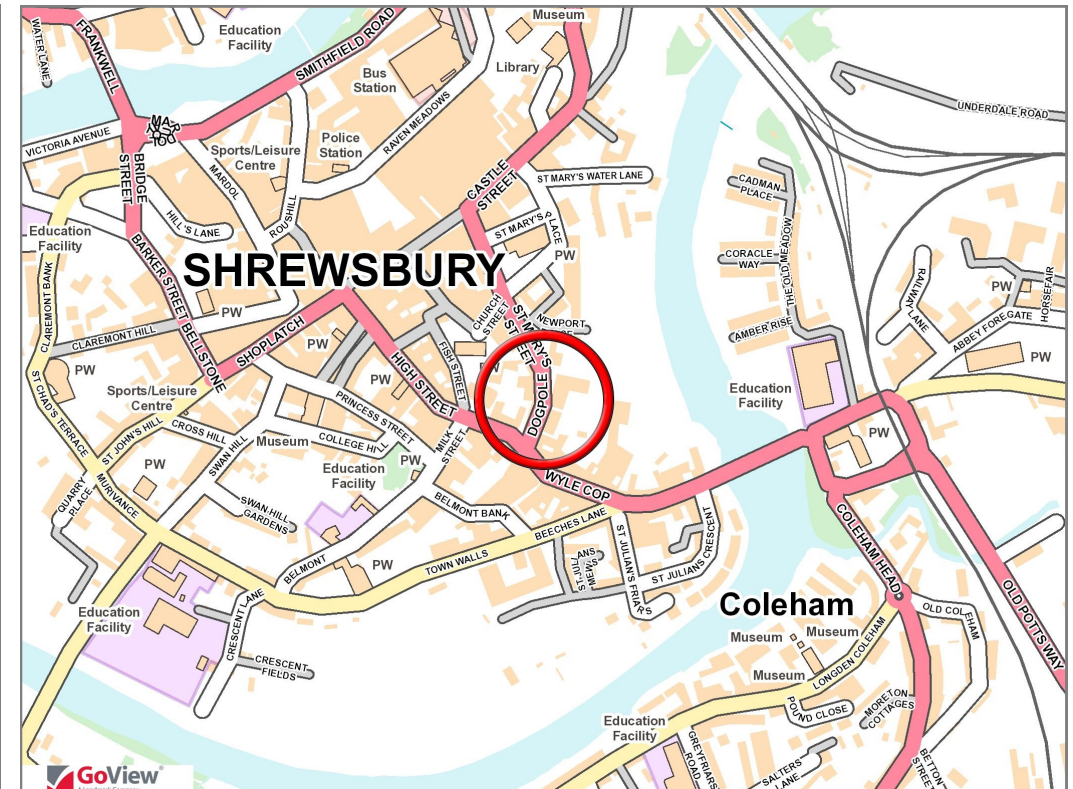 Museum
WATER LANE
FRANKWELL
Education
Facility
SMITHFIELD ROAD
Bus
Station
Library
UNDERDALE ROAD
VICTORIA AVENUE
BRIDGE
STREET
MARDOL
Sports/Leisure
Centre
Police
Station
RAVEN MEADOWS
ROUSHILL
CASTLE
STREET
ST MARY'S WATER LANE
CADMAN
PLACE
HILL'S LANE
Education
Facility
ST MARY'S
PLACE
PW
CORACLE
WAY
THE OLD MEADOW
SHREWSBURY
CLAREMONT BANK
BARKER STREET
BELLSTONE
PW
CHURCH
STREET
ST MARY'S
STREET
NEWPORT
AMBER RISE
RAILWAY
LANE
PW
HORSEFAIR
ABBEY FOREGATE
PW
CLAREMONT HILL
SHOPLATCH
PW
HIGH STREET
FISH STREET
PW
DOGPOLE
ST CHAD'S TERRACE
PW
Sports/Leisure
Centre
PW
PRINCESS STREET
Education
Facility
PW
ST JOHN'S HILL
CROSS HILL
SWAN HILL
Museum
COLLEGE HILL
MILK
STREET
PW
Education
Facility
WYLE COP
QUARRY
PLACE
PW
MURIVANCE
SWAN HILL
GARDENS
BELMONT BANK
BEECHES LANE
ST JULIAN'S FRIARS
ST JULIANS CRESCENT
COLEHAM HEAD
BELMONT
PW
TOWN WALLS
OLD POTTS WAY
Coleham
OLD COLEHAM
Education
Facility
CRESCENT LANE
CRESCENT
FIELDS
Museum
Museum
Museum
LONGDEN COLEHAM
POUND CLOSE
MORETON
COTTAGES
Education
Facility
GREYFRIARS
ROAD
SALTERS
LANE
BETTON
STREET
GoView